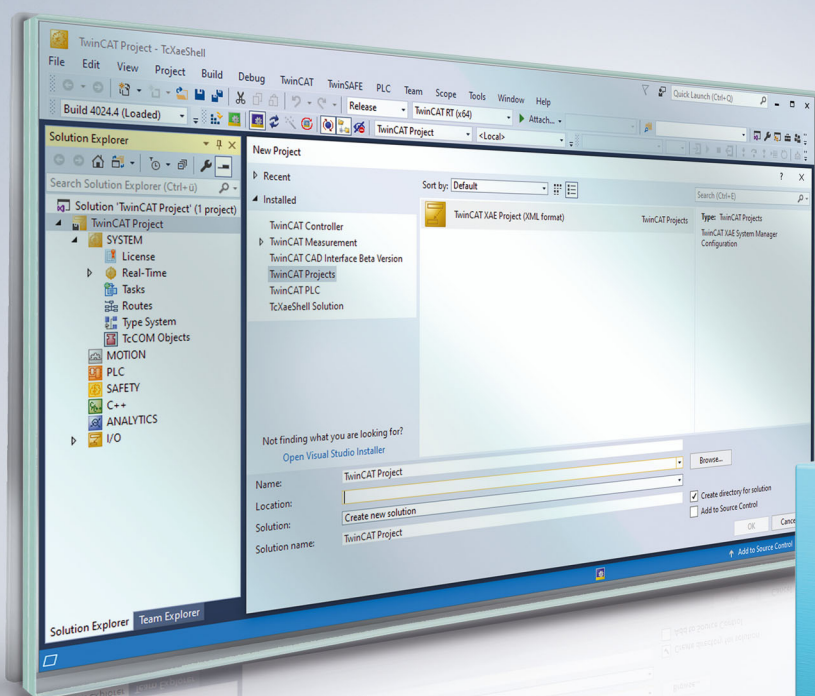 TwinCAT Project - TcXaeShell
File Edit View Project Build Debug TwinCAT TwinSAFE PLC Team Scope Tools Window Help
Quick Launch (Ctrl+Q)
Release TwinCAT RT (x64) Attach...
Build 4024.4 (Loaded) TwinCAT Project <Local>
Solution Explorer
Search Solution Explorer (Ctrl+ü)
Solution 'TwinCAT Project' (1 project)
TwinCAT Project
SYSTEM
License
Real-Time
Tasks
Routes
Type System
TcCOM Objects
MOTION
PLC
SAFETY
C++
ANALYTICS
I/O
Solution Explorer Team Explorer
New Project
? X
Recent
Installed
TwinCAT Controller
TwinCAT Measurement
TwinCAT CAD Interface Beta Version
TwinCAT Projects
TwinCAT PLC
TcXaeShell Solution
Not finding what you are looking for?
Open Visual Studio Installer
Sort by: Default
Search (Ctrl+E)
TwinCAT XAE Project (XML format) TwinCAT Projects
Type: TwinCAT Projects
TwinCAT XAE System Manager
Configuration
Name: TwinCAT Project
Location:
Browse...
Solution: Create new solution
Solution name: TwinCAT Project
Create directory for solution
Add to Source Control
OK Cance
Add to Source Control